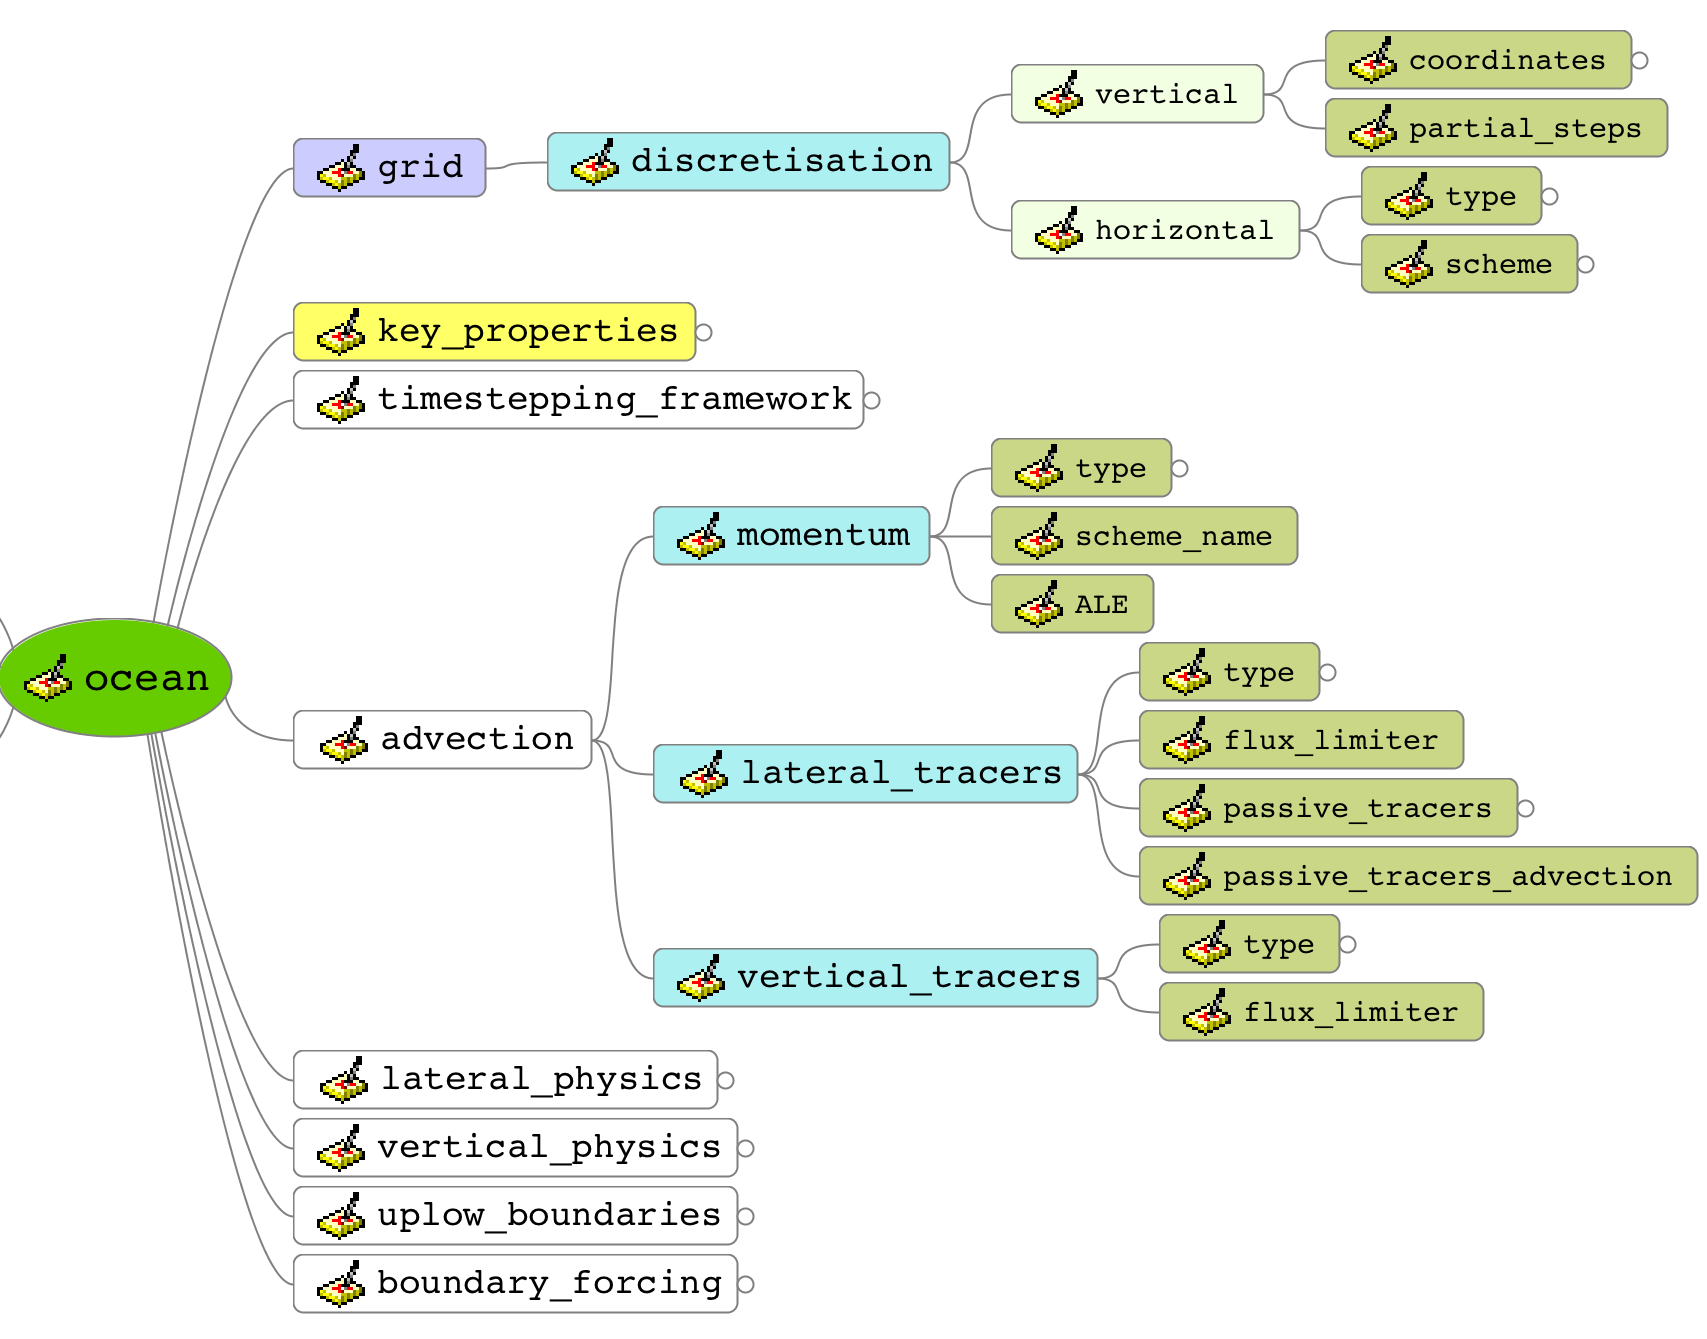 ocean
grid
discretisation
vertical
coordinates
partial_steps
horizontal
type
scheme
key_properties
timestepping_framework
advection
momentum
type
scheme_name
ALE
lateral_tracers
type
flux_limiter
passive_tracers
passive_tracers_advection
vertical_tracers
type
flux_limiter
lateral_physics
vertical_physics
uplow_boundaries
boundary_forcing